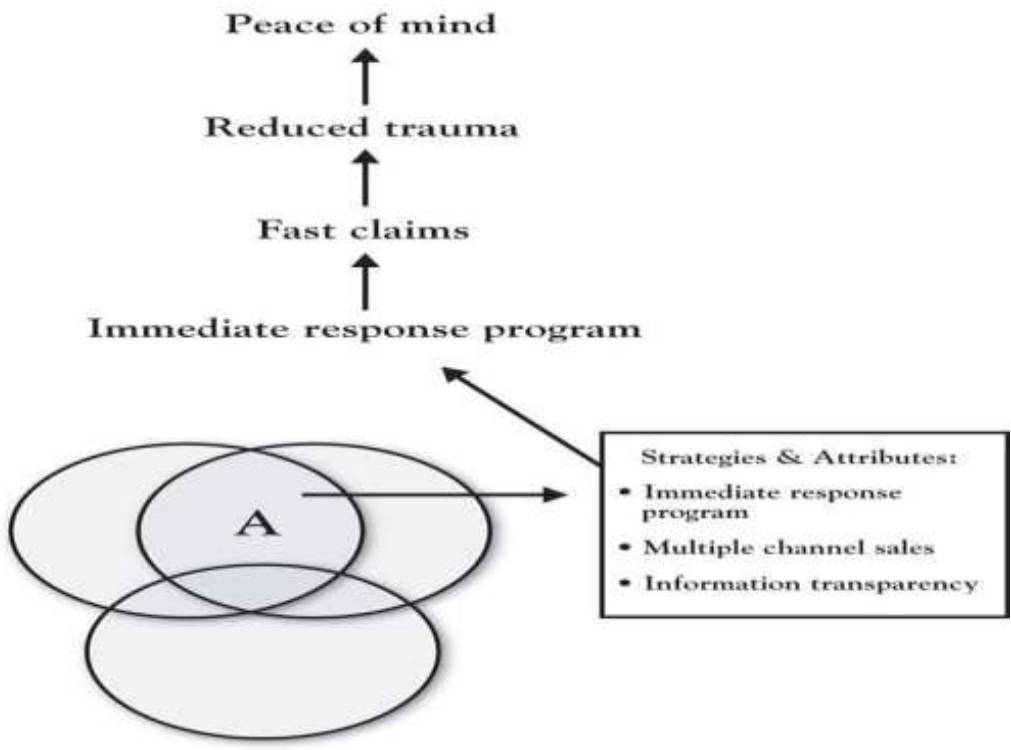 Peace of mind
Reduced trauma
Fast claims
Immediate response program
A
Strategies & Attributes:
• Immediate response
program
• Multiple channel sales
• Information transparency